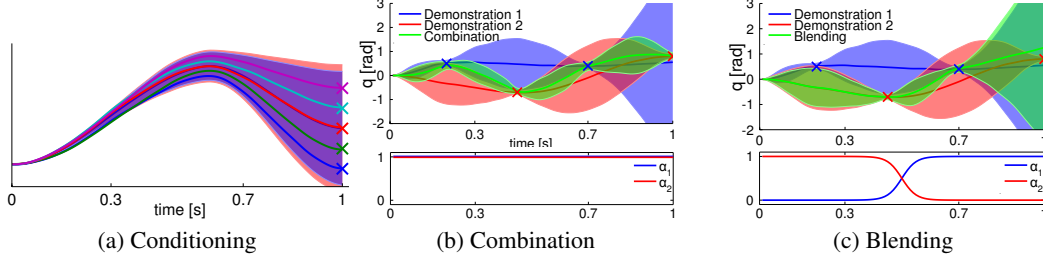 0
0.3
0.7
1
time [s]
(a) Conditioning
Demonstration 1
Demonstration 2
Combination
q [rad]
2
1
0
-1
-2
0
0.3
0.7
1
time [s]
1
0
α1
α2
0
0.3
0.7
1
(b) Combination
Demonstration 1
Demonstration 2
Blending
q [rad]
2
1
0
-1
-2
0
0.3
0.7
1
1
0
α1
α2
0
0.3
0.7
1
(c) Blending